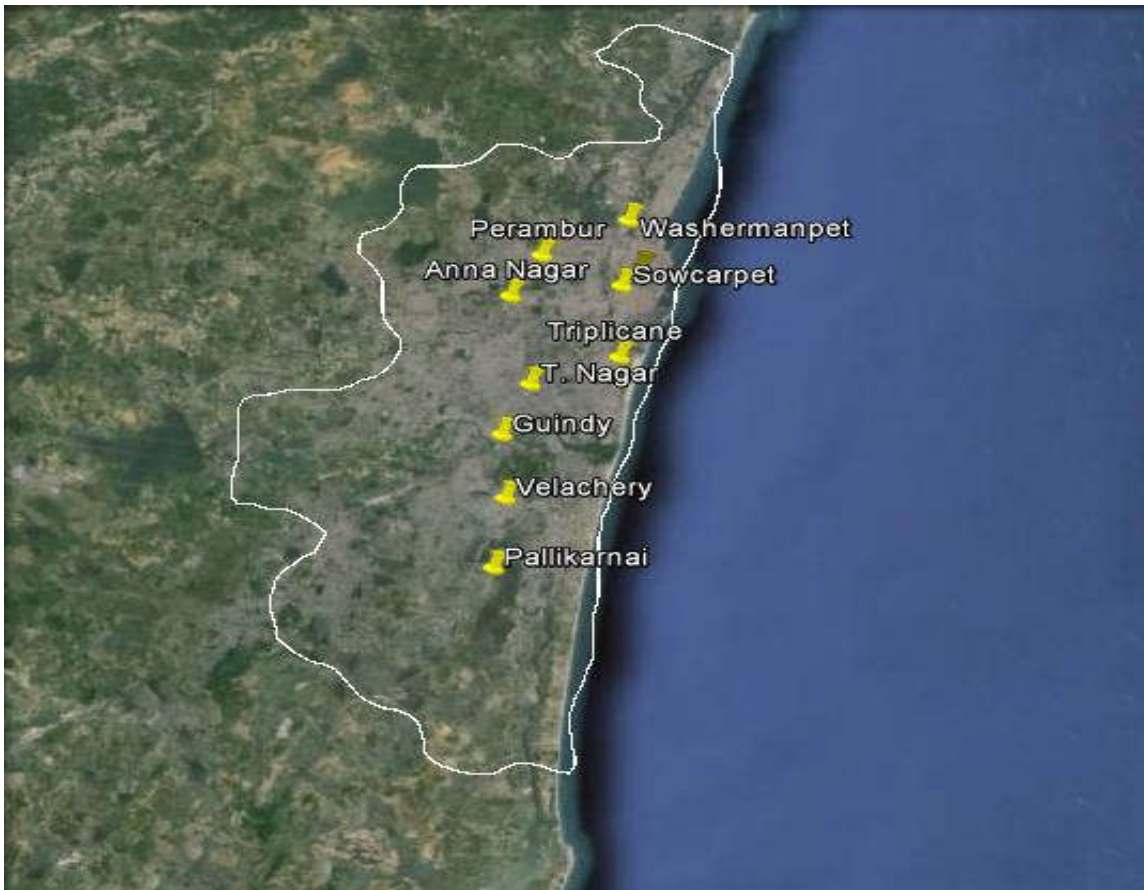 Washermanpet
Perambur
Anna Nagar
Sowcarpet
Triplicane
T. Nagar
Guindy
Velachery
Pallikarnai